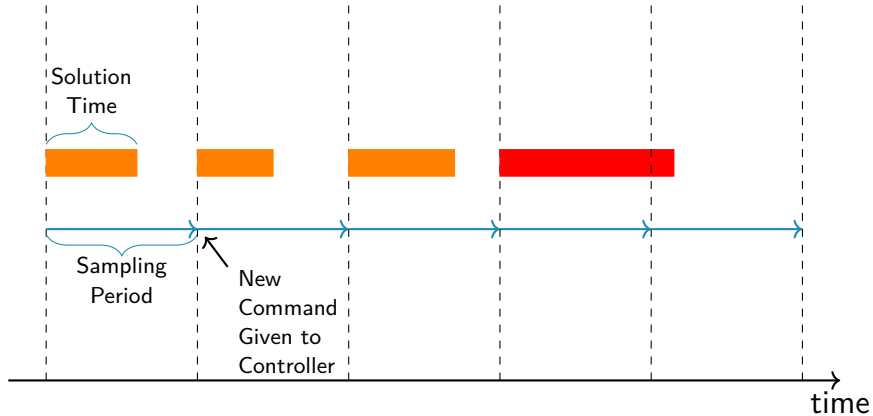 Solution
Time
Sampling
Period
New
Command
Given to
Controller
time